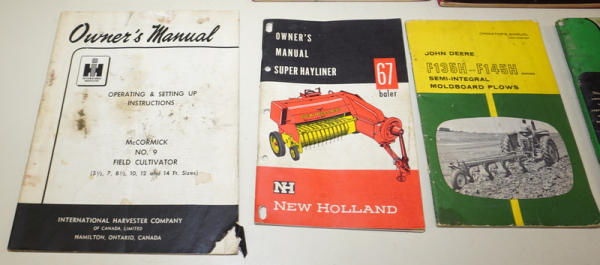 Owner's Manual
IH
OPERATING & SETTING UP
INSTRUCTIONS
McCORMICK
NO. 9
FIELD CULTIVATOR
(5½, 7, 8½, 10, 12 and 14 Ft. Sizes)
INTERNATIONAL HARVESTER COMPANY
OF CANADA, LIMITED
HAMILTON, ONTARIO, CANADA
OWNER'S
MANUAL
SUPER HAYLINER
67
baler
NH
NEW HOLLAND
OPERATOR'S MANUAL
JOHN DEERE
F135H-F145H
SEMI-INTEGRAL
MOLDBOARD PLOWS